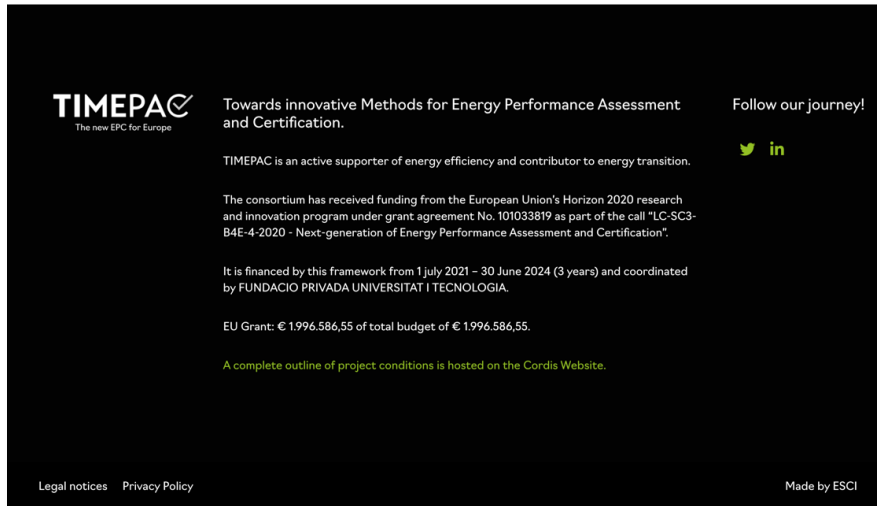 TIMEPAC
The new EPC for Europe
Towards innovative Methods for Energy Performance Assessment
and Certification.
TIMEPAC is an active supporter of energy efficiency and contributor to energy transition.
The consortium has received funding from the European Union's Horizon 2020 research
and innovation program under grant agreement No. 101033819 as part of the call “LC-SC3-
B4E-4-2020 - Next-generation of Energy Performance Assessment and Certification”.
It is financed by this framework from 1 july 2021 – 30 June 2024 (3 years) and coordinated
by FUNDACIO PRIVADA UNIVERSITAT I TECNOLOGIA.
EU Grant: € 1.996.586,55 of total budget of € 1.996.586,55.
A complete outline of project conditions is hosted on the Cordis Website.
Follow our journey!
in
Legal notices Privacy Policy
Made by ESCI